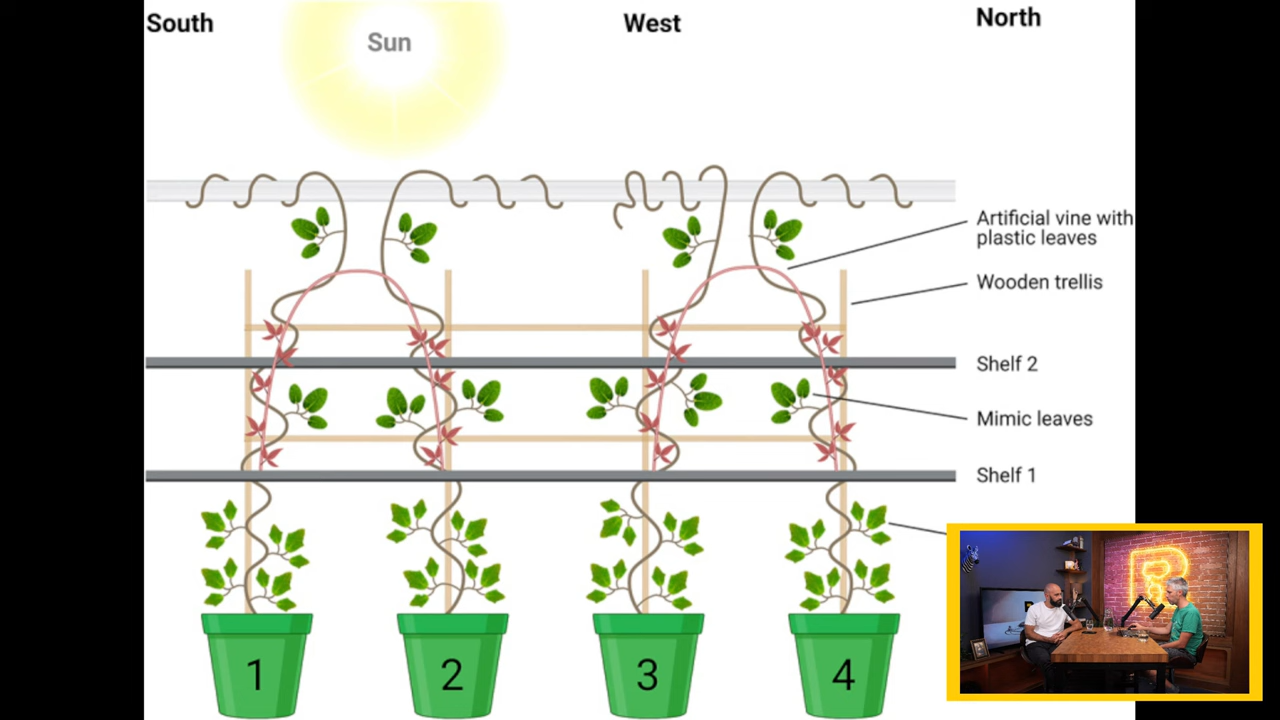 South
West
North
Sun
Artificial vine with
plastic leaves
Wooden trellis
Shelf 2
Mimic leaves
Shelf 1
1
2
3
4
R